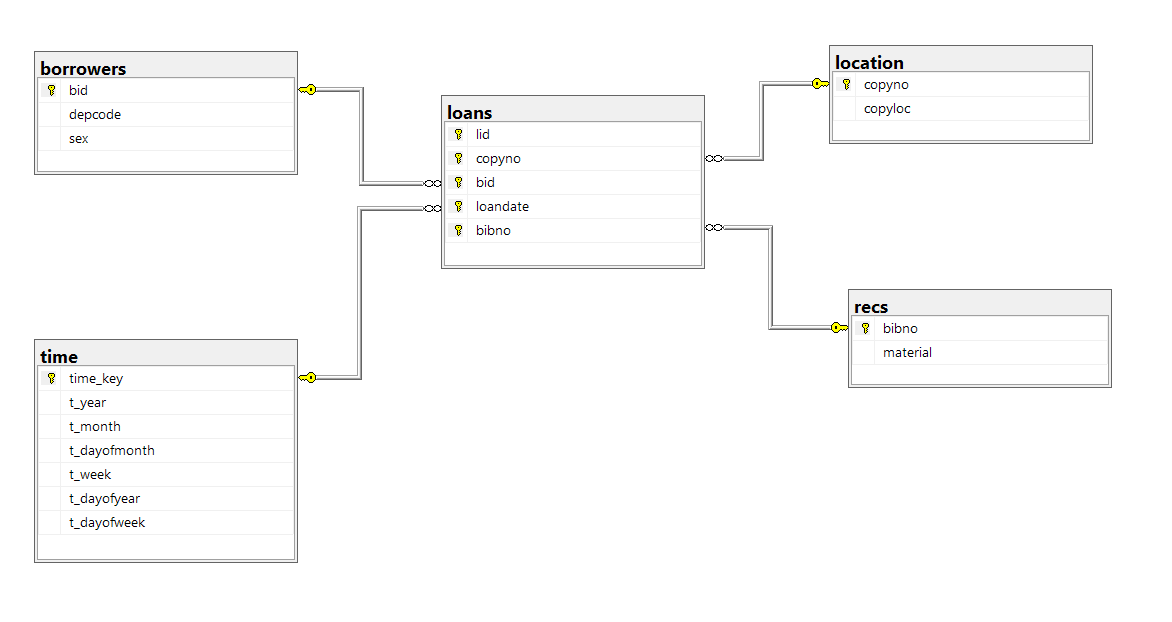 borrowers
bid
depcode
sex
loans
lid
copyno
bid
loandate
bibno
location
copyno
copyloc
time
time_key
t_year
t_month
t_dayofmonth
t_week
t_dayofyear
t_dayofweek
recs
bibno
material